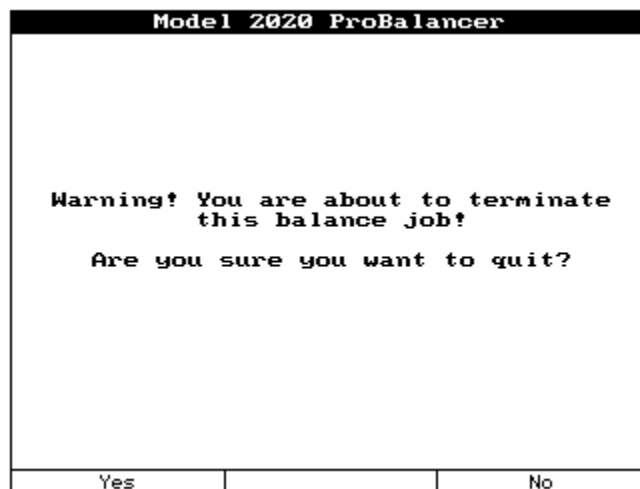 Model 2020 ProBalancer
Warning! You are about to terminate
this balance job!
Are you sure you want to quit?
Yes
No